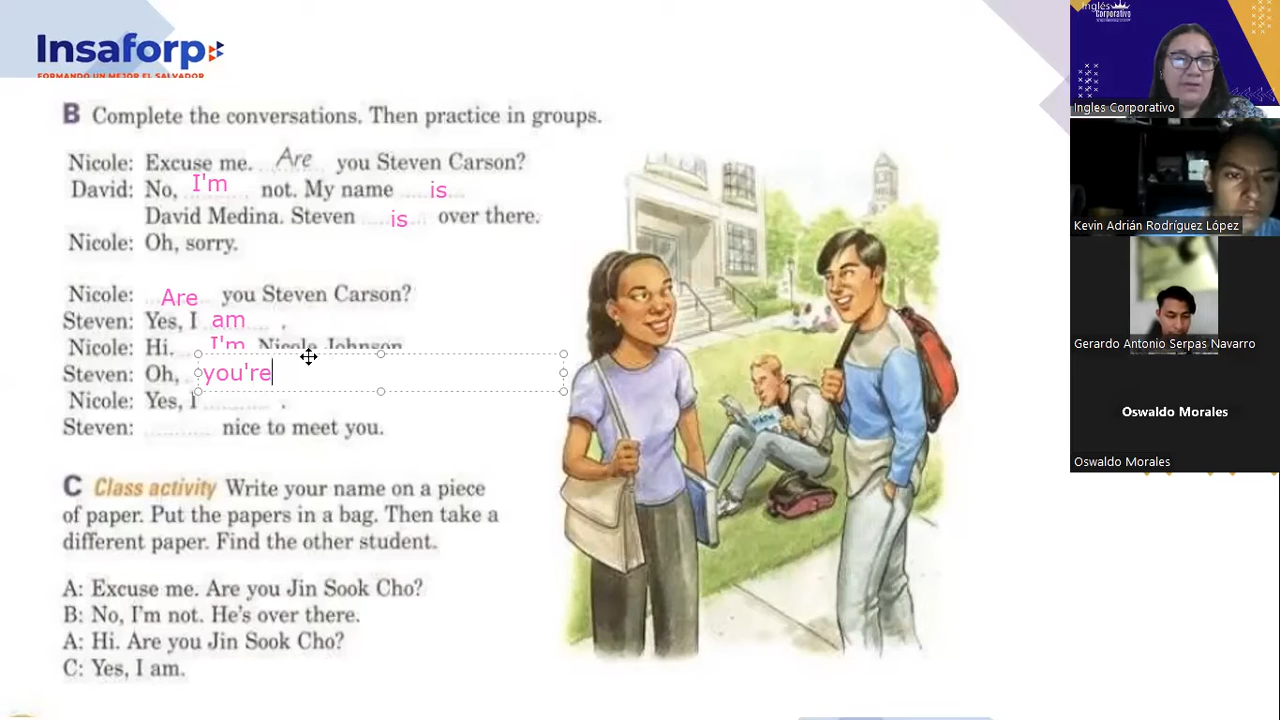 Insaforp
FORMANDO UN MEJOR EL SALVADOR
B Complete the conversations. Then practice in groups.
Nicole: Excuse me. Are you Steven Carson?
David: No, I'm not. My name is
David Medina. Steven is over there.
Nicole: Oh, sorry.
Nicole: Are you Steven Carson?
Steven: Yes, I am .
Nicole: Hi. I'm Nicole Johnson
Steven: Oh, you're
Nicole: Yes, I .
Steven: nice to meet you.
C Class activity Write your name on a piece
of paper. Put the papers in a bag. Then take a
different paper. Find the other student.
A: Excuse me. Are you Jin Sook Cho?
B: No, I'm not. He's over there.
A: Hi. Are you Jin Sook Cho?
C: Yes, I am.
Inglés
corporativo
Ingles Corporativo
Kevin Adrián Rodríguez López
Gerardo Antonio Serpas Navarro
Oswaldo Morales
Oswaldo Morales